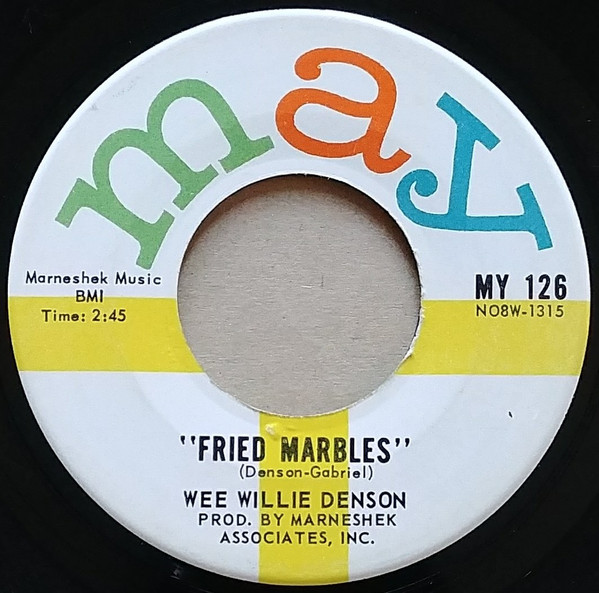 may
Marneshek Music
BMI
Time: 2:45
MY 126
NO8W-1315
"FRIED MARBLES"
(Denson-Gabriel)
WEE WILLIE DENSON
PROD. BY MARNESHEK
ASSOCIATES, INC.